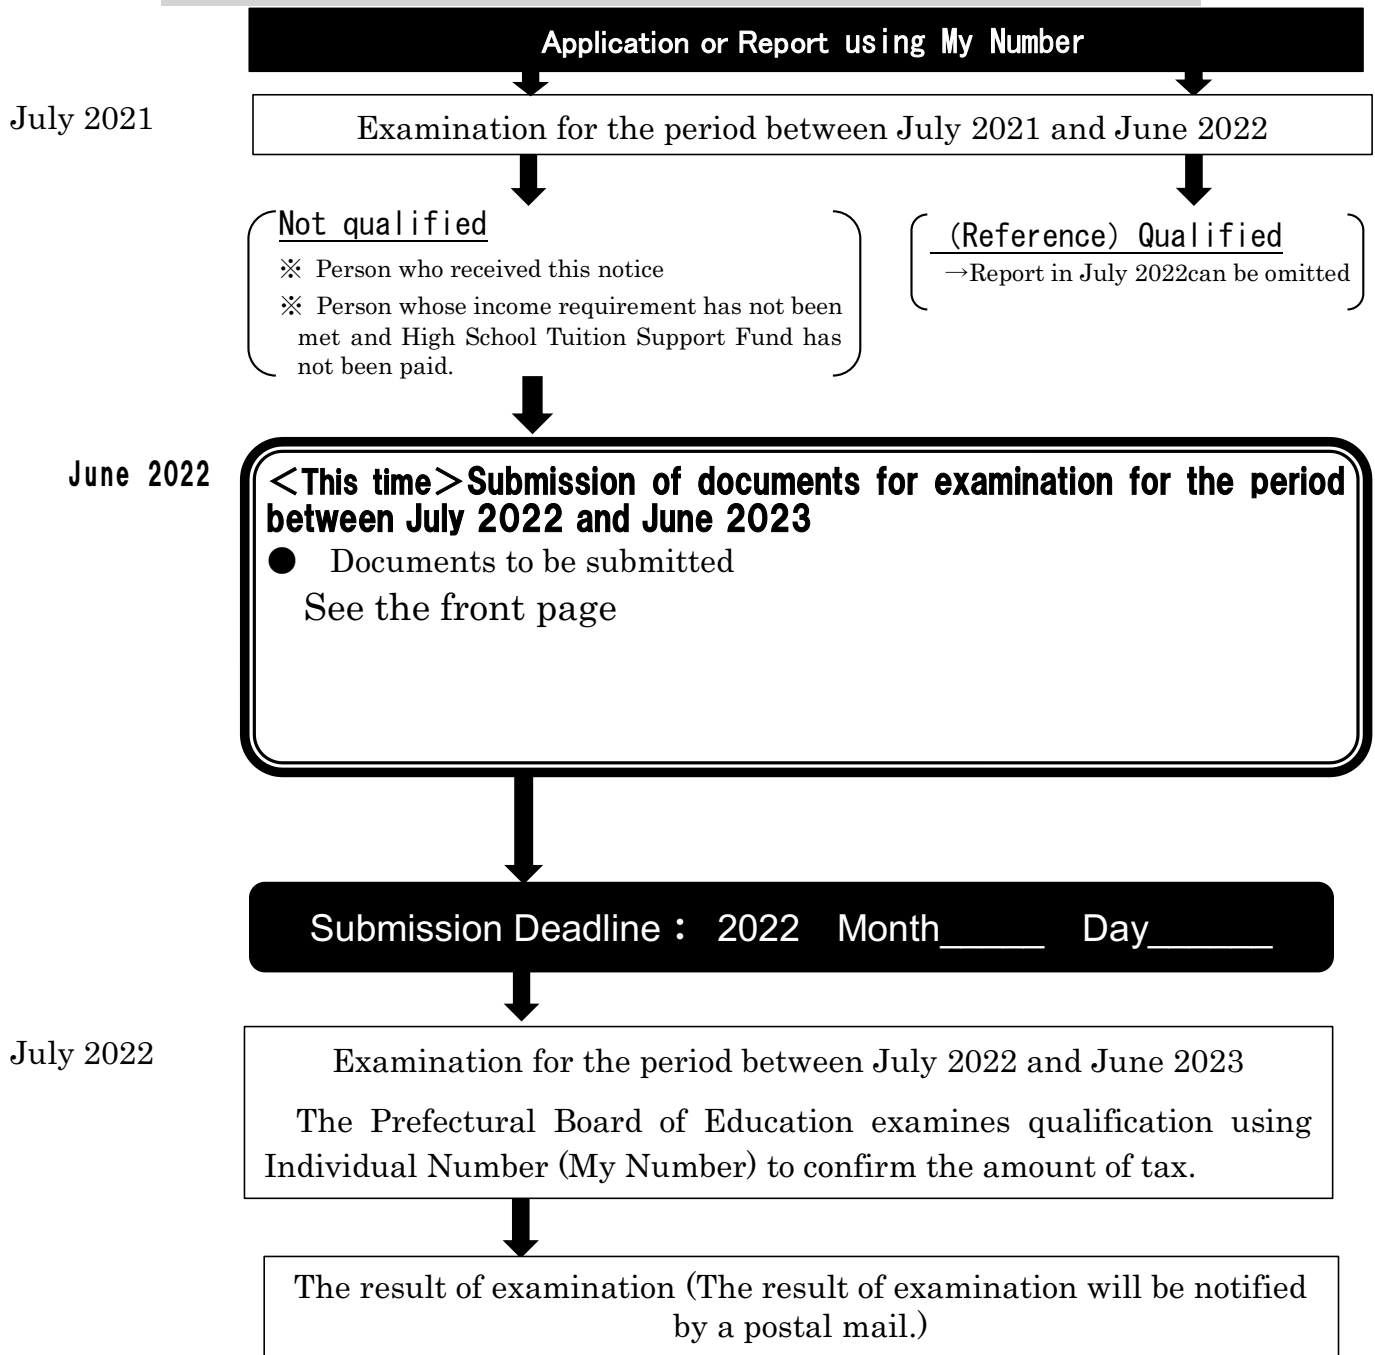 Application or Report using My Number
July 2021
Examination for the period between July 2021 and June 2022
Not qualified
※ Person who received this notice
※ Person whose income requirement has not been
met and High School Tuition Support Fund has
not been paid.
(Reference) Qualified
→Report in July 2022can be omitted
June 2022
＜This time＞Submission of documents for examination for the period
between July 2022 and June 2023
● Documents to be submitted
See the front page
Submission Deadline： 2022 Month_____ Day______
July 2022
Examination for the period between July 2022 and June 2023
The Prefectural Board of Education examines qualification using
Individual Number (My Number) to confirm the amount of tax.
The result of examination (The result of examination will be notified
by a postal mail.)